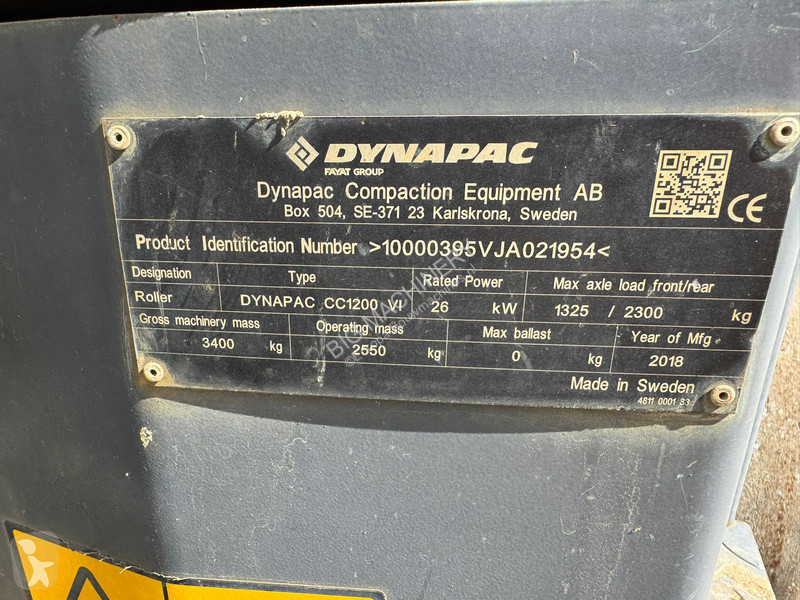 DYNAPAC
FAYAT GROUP
Dynapac Compaction Equipment AB
Box 504, SE-371 23 Karlskrona, Sweden
CE
Product Identification Number >10000395VJA021954<
Designation Type Rated Power Max axle load front/rear
Roller DYNAPAC CC1200 VI 26 kW 1325 / 2300 kg
Gross machinery mass Operating mass Max ballast Year of Mfg
3400 kg 2550 kg 0 kg 2018
Made in Sweden
4811 0001 83
BIG MACHINERY